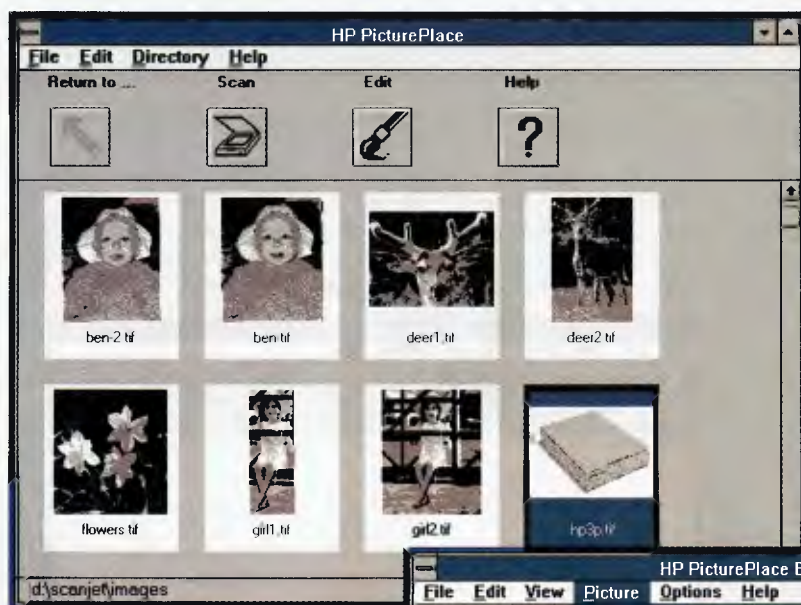 HP PicturePlace
File Edit Directory Help
Return to ... Scan Edit Help
?
ben-2.tif ben.tif deer1.tif deer2.tif
flowers.tif girl1.tif girl2.tif hp3p.tif
d:\scanjet\images
HP PicturePlace E
File Edit View Picture Options Help